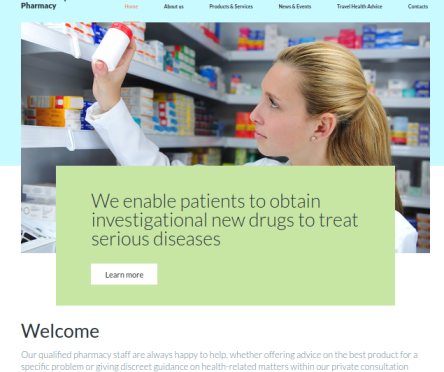 Pharmacy
Home About us Products & Services News & Events Travel Health Advice Contacts
We enable patients to obtain
investigational new drugs to treat
serious diseases
Learn more
Welcome
Our qualified pharmacy staff are always happy to help, whether offering advice on the best product for a
specific problem or giving discreet guidance on health-related matters within our private consultation